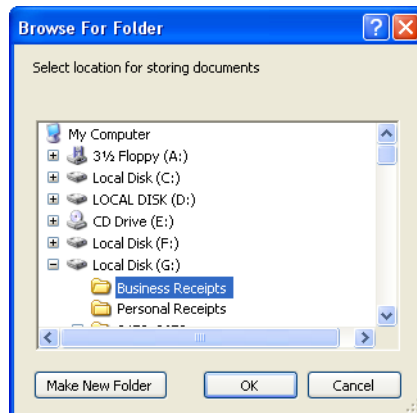 Browse For Folder
Select location for storing documents
My Computer
3½ Floppy (A:)
Local Disk (C:)
LOCAL DISK (D:)
CD Drive (E:)
Local Disk (F:)
Local Disk (G:)
Business Receipts
Personal Receipts
Make New Folder
OK
Cancel